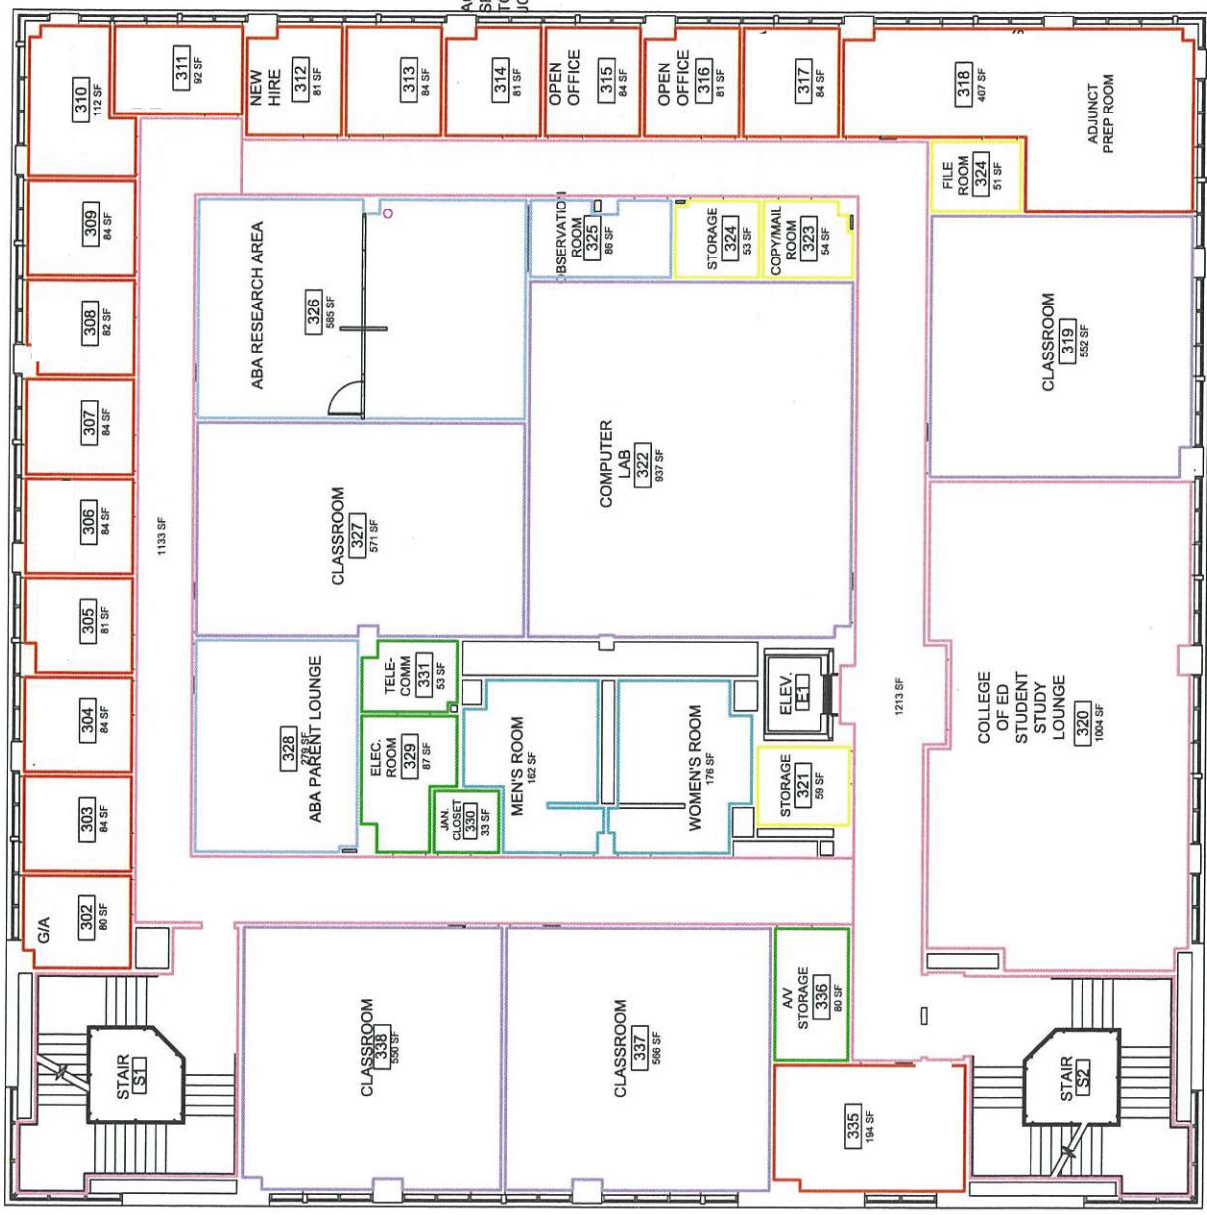 310
112 SF
311
92 SF
NEW
HIRE
312
81 SF
313
84 SF
314
81 SF
OPEN
OFFICE
315
84 SF
OPEN
OFFICE
316
81 SF
317
84 SF
318
407 SF
ADJUNCT
PREP ROOM
309
84 SF
308
82 SF
307
84 SF
306
84 SF
305
81 SF
304
84 SF
303
84 SF
G/A
302
80 SF
1133 SF
ABA RESEARCH AREA
326
585 SF
OBSERVATION
ROOM
325
86 SF
STORAGE
324
53 SF
COPY/MAIL
ROOM
323
54 SF
FILE
ROOM
324
51 SF
CLASSROOM
319
552 SF
CLASSROOM
327
571 SF
COMPUTER
LAB
322
937 SF
328
279 SF
ABA PARENT LOUNGE
TELE-
COMM
331
53 SF
ELEC.
ROOM
329
87 SF
JAN.
CLOSET
330
33 SF
MEN'S ROOM
162 SF
WOMEN'S ROOM
176 SF
ELEV.
E1
STORAGE
321
59 SF
1213 SF
COLLEGE
OF ED
STUDENT
STUDY
LOUNGE
320
1004 SF
STAIR
S1
CLASSROOM
338
550 SF
CLASSROOM
337
566 SF
A/V
STORAGE
336
80 SF
335
194 SF
STAIR
S2